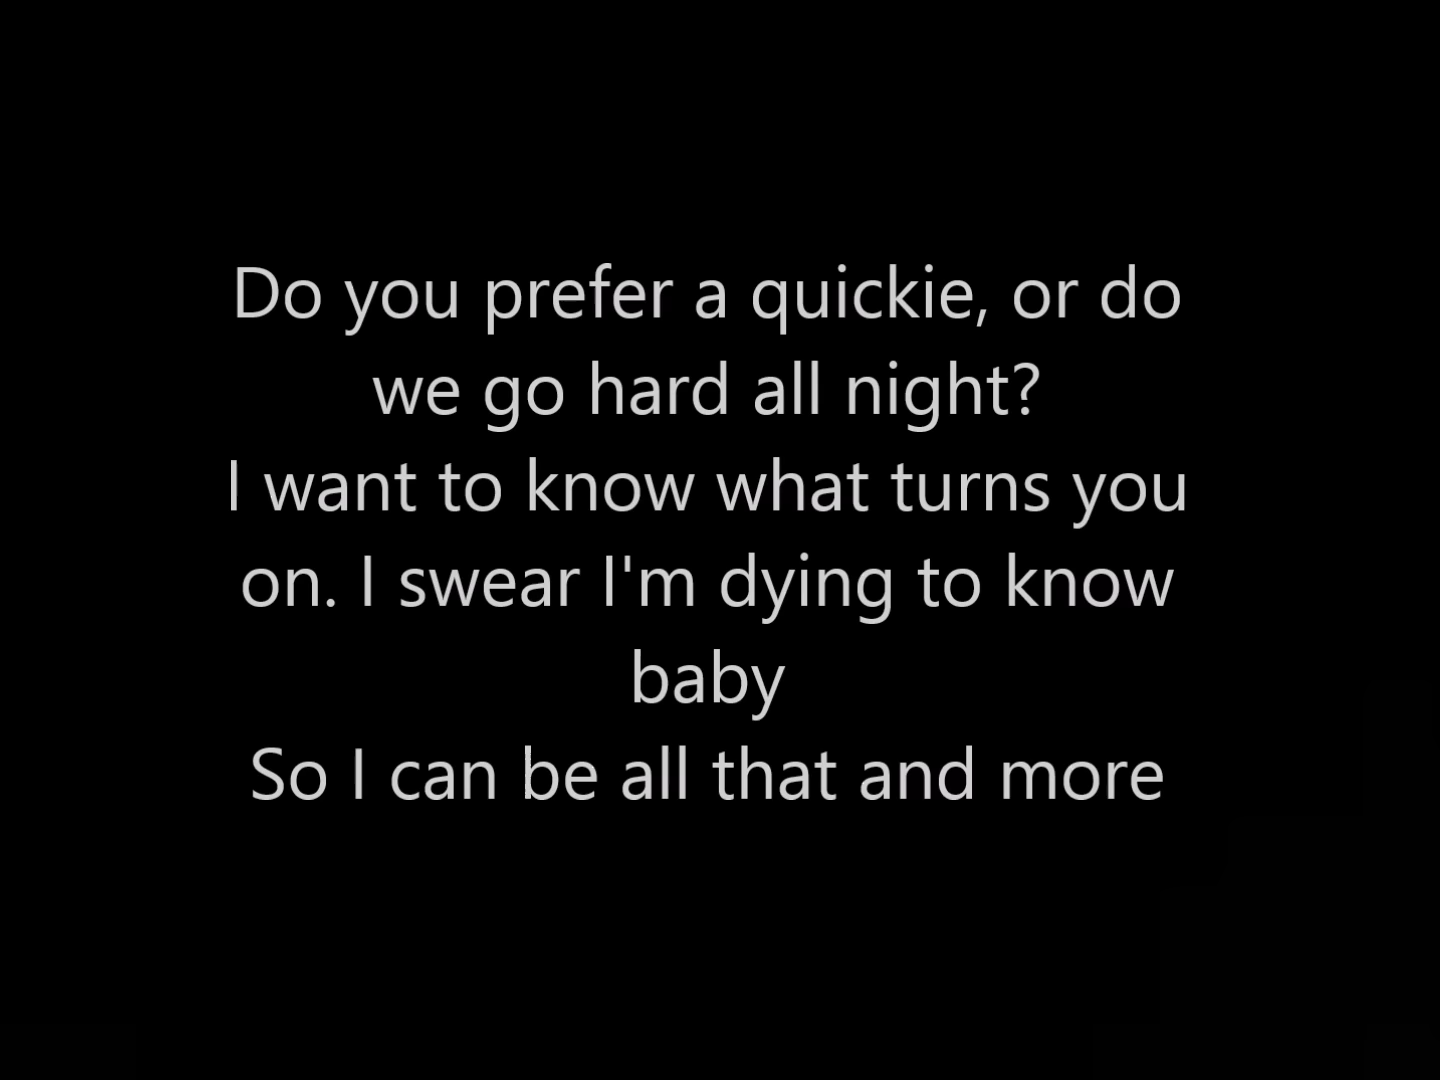 Do you prefer a quickie, or do
we go hard all night?
I want to know what turns you
on. I swear I'm dying to know
baby
So I can be all that and more